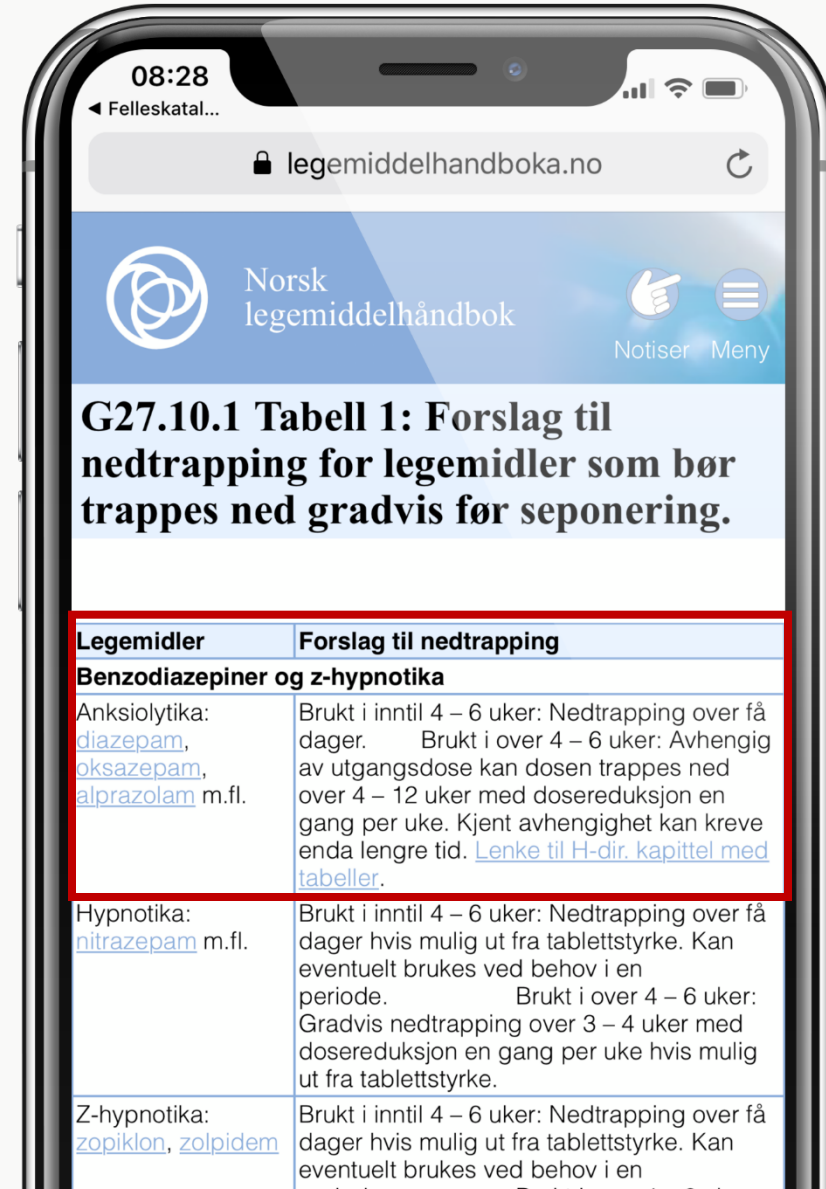 08:28
◀ Felleskatal...
legemiddelhandboka.no
Norsk
legemiddelhåndbok
Notiser Meny
G27.10.1 Tabell 1: Forslag til
nedtrapping for legemidler som bør
trappes ned gradvis før seponering.
Legemidler
Forslag til nedtrapping
Benzodiazepiner og z-hypnotika
Anksiolytika:
diazepam,
oksazepam,
alprazolam m.fl.
Brukt i inntil 4 – 6 uker: Nedtrapping over få
dager. Brukt i over 4 – 6 uker: Avhengig
av utgangsdose kan dosen trappes ned
over 4 – 12 uker med dosereduksjon en
gang per uke. Kjent avhengighet kan kreve
enda lengre tid. Lenke til H-dir. kapittel med
tabeller.
Hypnotika:
nitrazepam m.fl.
Brukt i inntil 4 – 6 uker: Nedtrapping over få
dager hvis mulig ut fra tablettstyrke. Kan
eventuelt brukes ved behov i en
periode. Brukt i over 4 – 6 uker:
Gradvis nedtrapping over 3 – 4 uker med
dosereduksjon en gang per uke hvis mulig
ut fra tablettstyrke.
Z-hypnotika:
zopiklon, zolpidem
Brukt i inntil 4 – 6 uker: Nedtrapping over få
dager hvis mulig ut fra tablettstyrke. Kan
eventuelt brukes ved behov i en